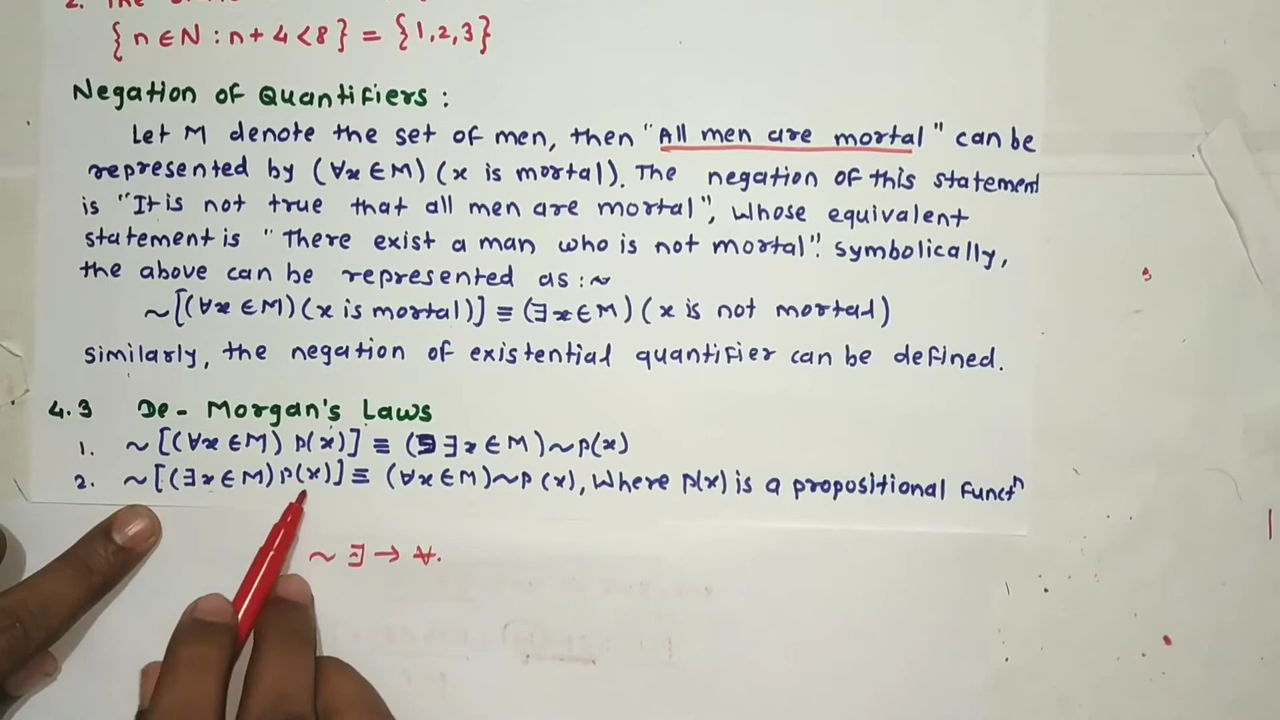 2. The
{n ∈ N : n + 4 < 8} = {1,2,3}
Negation of Quantifiers :
Let M denote the set of men, then "All men are mortal" can be
represented by (∀x ∈ M) (x is mortal). The negation of this statement
is "It is not true that all men are mortal", whose equivalent
statement is "There exist a man who is not mortal". symbolically,
the above can be represented as :~
~[(∀x ∈ M) (x is mortal)] ≡ (∃x ∈ M) (x is not mortal)
similarly, the negation of existential quantifier can be defined.
4.3 De-Morgan's Laws
1. ~[(∀x ∈ M) p(x)] ≡ (∃x ∈ M) ~p(x)
2. ~[(∃x ∈ M) p(x)] ≡ (∀x ∈ M) ~p(x), Where p(x) is a propositional functⁿ
~ ∃ → ∀.